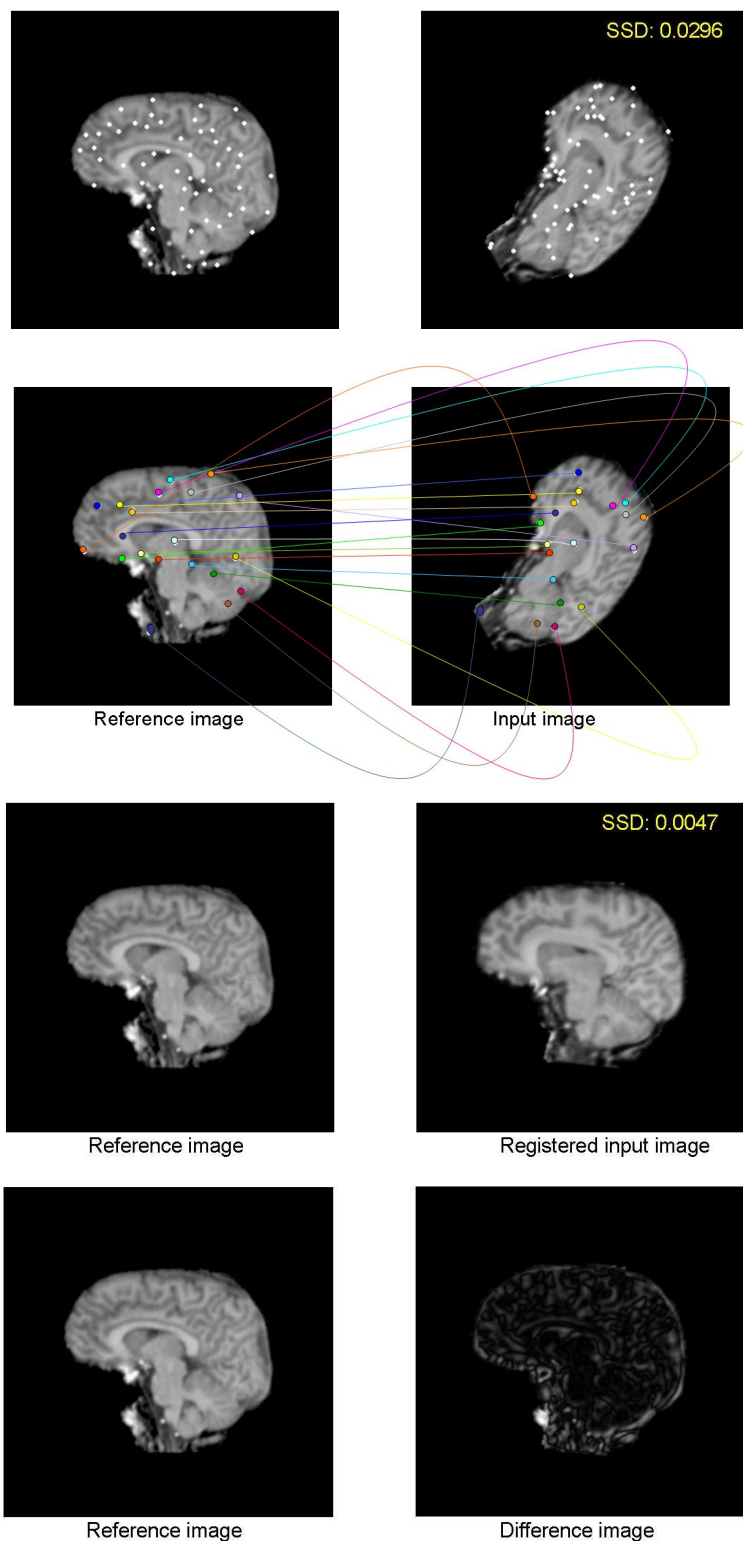 SSD: 0.0296
Reference image
Input image
SSD: 0.0047
Reference image
Registered input image
Reference image
Difference image